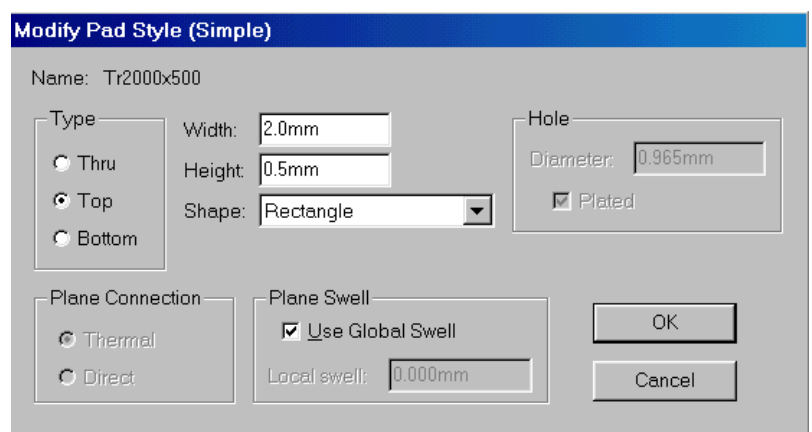 Modify Pad Style (Simple)
Name: Tr2000x500
Type
Thru
Top
Bottom
Width: 2.0mm
Height: 0.5mm
Shape: Rectangle
Hole
Diameter: 0.965mm
Plated
Plane Connection
Thermal
Direct
Plane Swell
Use Global Swell
Local swell: 0.000mm
OK
Cancel